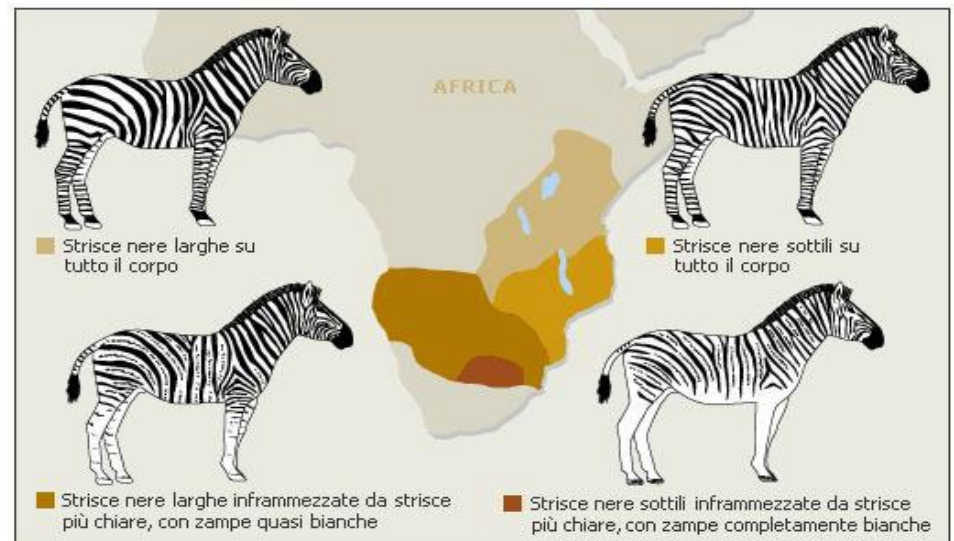 AFRICA
Strisce nere larghe su
tutto il corpo
Strisce nere sottili su
tutto il corpo
Strisce nere larghe inframmezzate da strisce
più chiare, con zampe quasi bianche
Strisce nere sottili inframmezzate da strisce
più chiare, con zampe completamente bianche